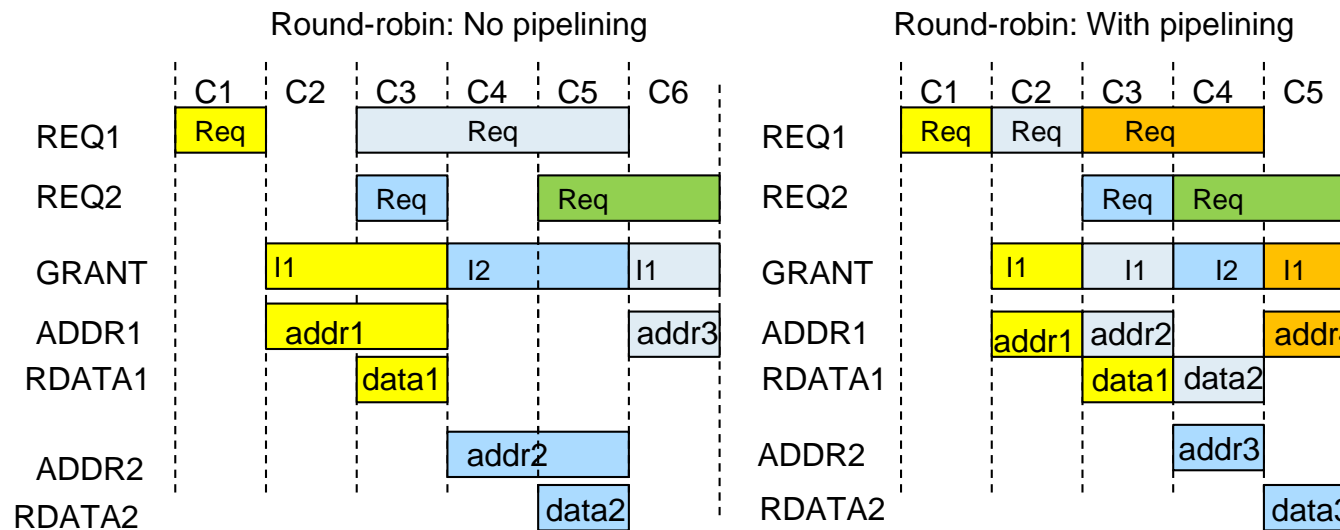 Round-robin: No pipelining
C1 C2 C3 C4 C5 C6
REQ1 Req Req
REQ2 Req Req
GRANT I1 I2 I1
ADDR1 addr1 addr3
RDATA1 data1
ADDR2 addr2
RDATA2 data2
Round-robin: With pipelining
C1 C2 C3 C4 C5
REQ1 Req Req Req
REQ2 Req Req
GRANT I1 I1 I2 I1
ADDR1 addr1 addr2 addr
RDATA1 data1 data2
ADDR2 addr3
RDATA2 data3